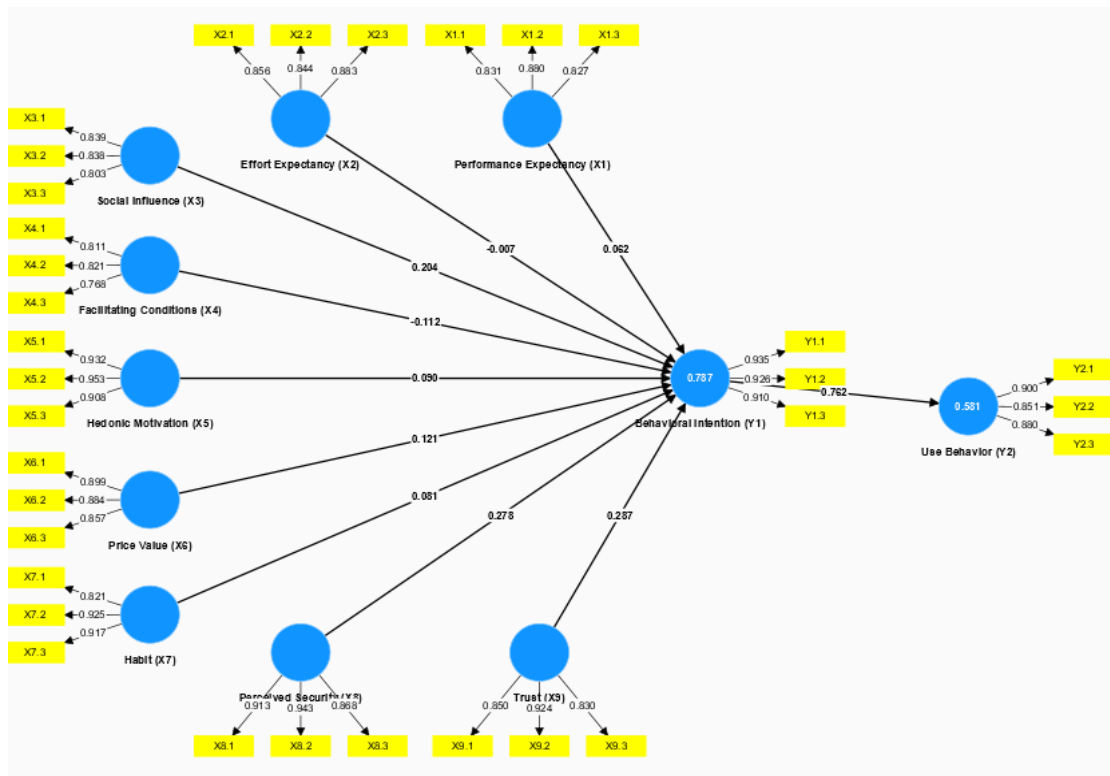 X2.1 X2.2 X2.3 X1.1 X1.2 X1.3
0.856 0.844 0.883 0.831 0.880 0.827
Effort Expectancy (X2) Performance Expectancy (X1)
X3.1
0.839
X3.2
0.838
0.803
X3.3
Social Influence (X3)
X4.1
0.811
X4.2
0.821
0.768
X4.3
Facilitating Conditions (X4)
-0.007 0.062
0.204
-0.112
X5.1
0.932
X5.2
0.953
0.908
X5.3
Hedonic Motivation (X5)
0.090
0.787
Y1.1
0.935
Y1.2
0.926
0.910
Y1.3
Behavioral Intention (Y1)
0.762
0.581
Y2.1
0.900
Y2.2
0.851
0.880
Y2.3
Use Behavior (Y2)
X6.1
0.899
X6.2
0.884
0.857
X6.3
Price Value (X6)
0.121
0.081
0.278 0.287
X7.1
0.821
X7.2
0.925
0.917
X7.3
Habit (X7)
Perceived Security (X8) Trust (X9)
0.913 0.943 0.868 0.850 0.924 0.830
X8.1 X8.2 X8.3 X9.1 X9.2 X9.3